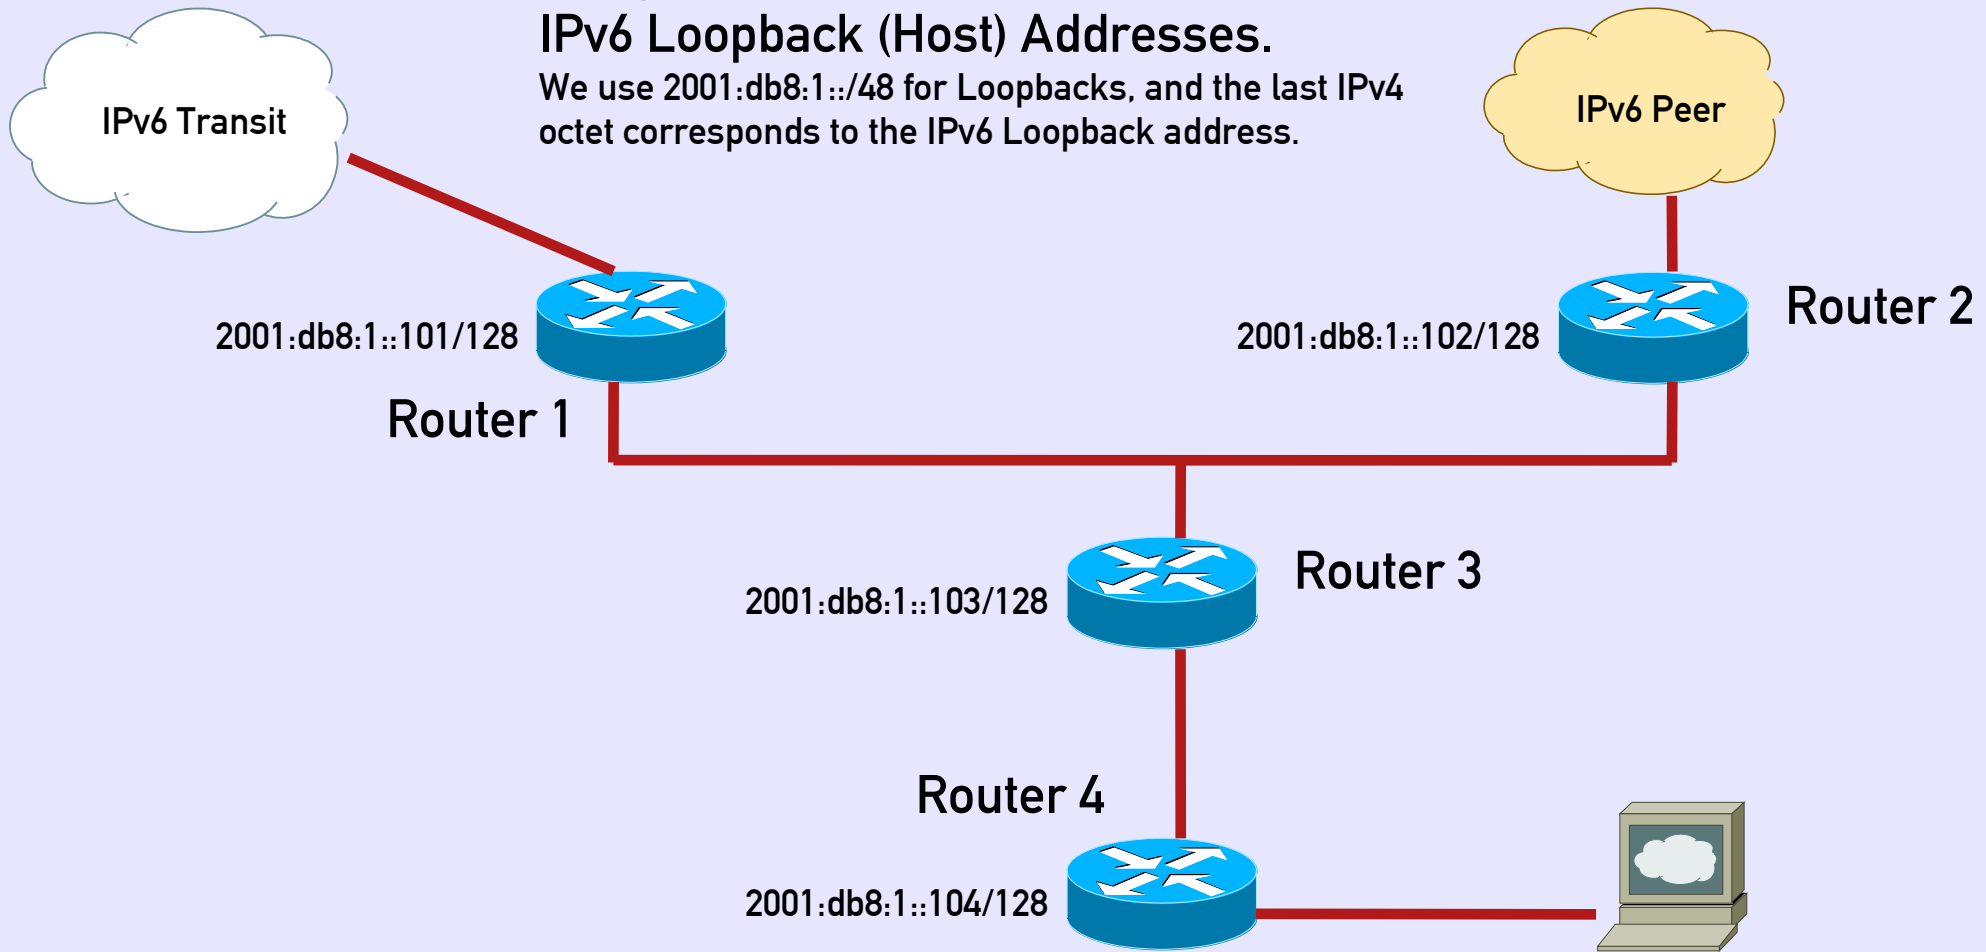 IPv6 Loopback (Host) Addresses.
We use 2001:db8:1::/48 for Loopbacks, and the last IPv4
octet corresponds to the IPv6 Loopback address.
IPv6 Transit
IPv6 Peer
2001:db8:1::101/128
Router 1
2001:db8:1::102/128
Router 2
2001:db8:1::103/128
Router 3
Router 4
2001:db8:1::104/128